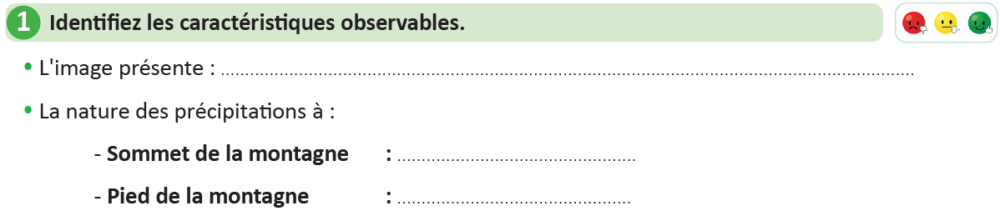 1 Identifiez les caractéristiques observables.
• L'image présente : ..........................................................................................................................................
• La nature des précipitations à :
- Sommet de la montagne : .................................................
- Pied de la montagne : ................................................